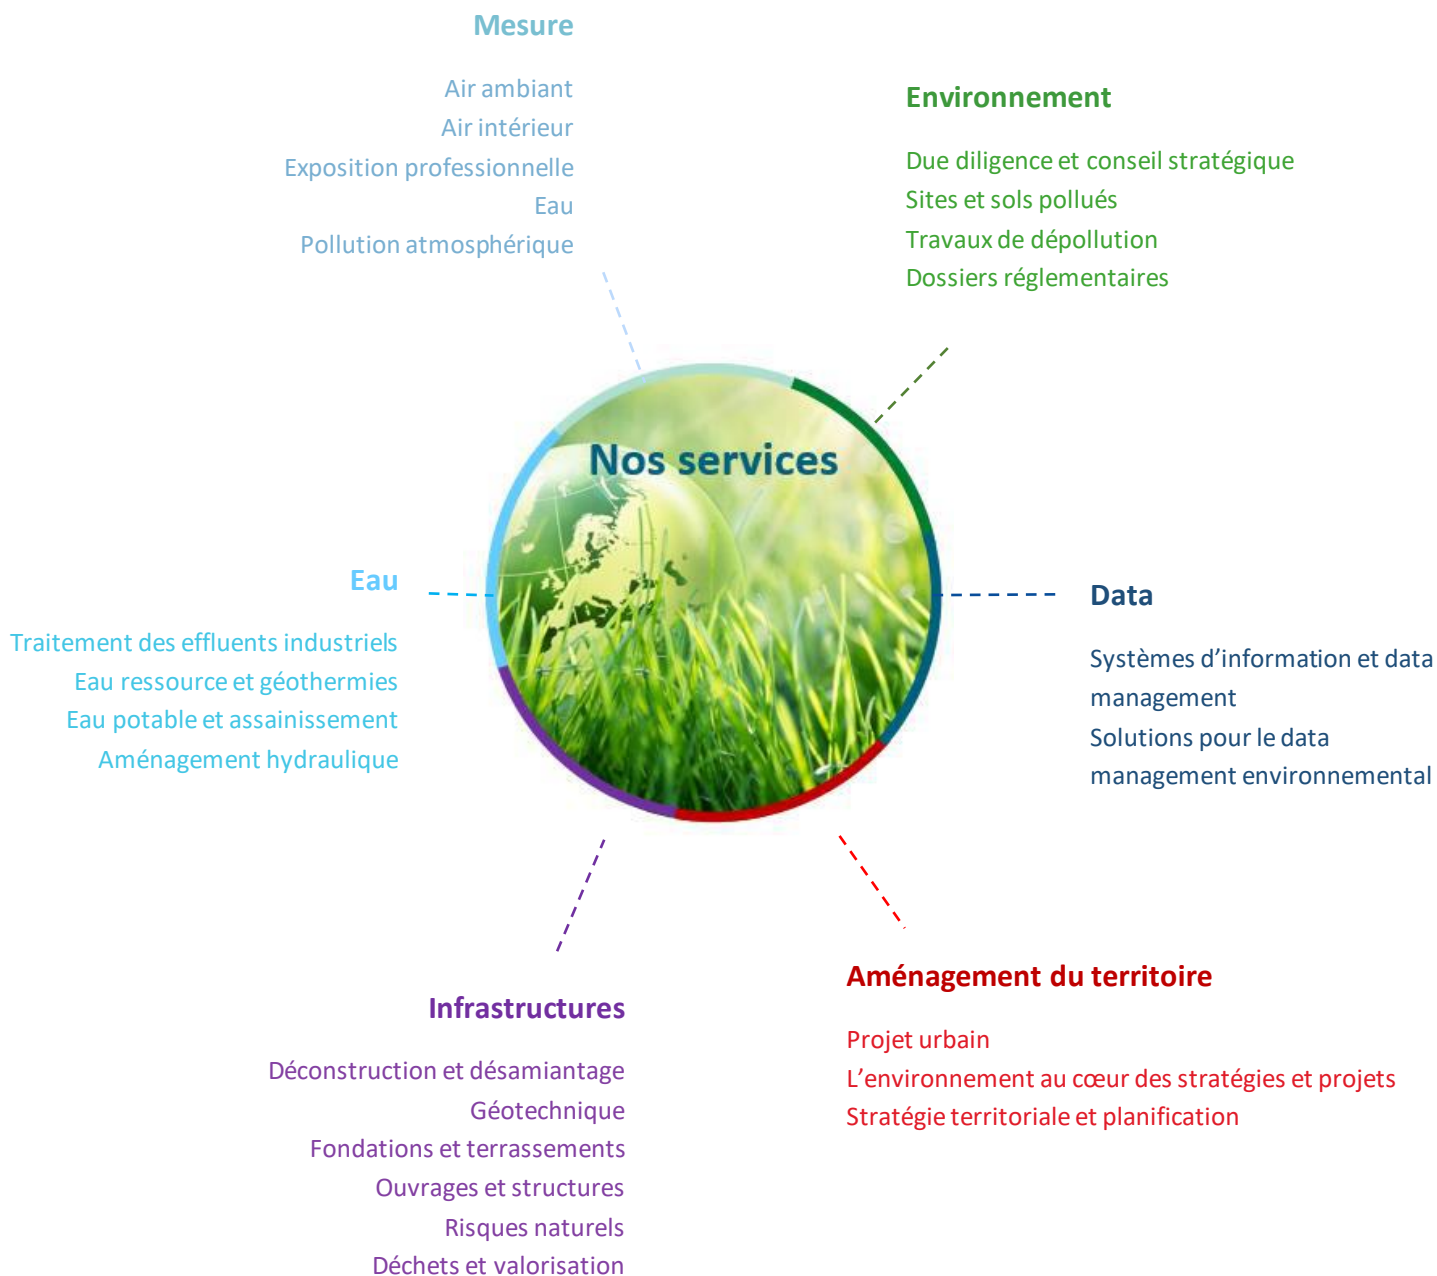 Mesure
Air ambiant
Air intérieur
Exposition professionnelle
Eau
Pollution atmosphérique
Environnement
Due diligence et conseil stratégique
Sites et sols pollués
Travaux de dépollution
Dossiers réglementaires
Nos services
Eau
Traitement des effluents industriels
Eau ressource et géothermies
Eau potable et assainissement
Aménagement hydraulique
Data
Systèmes d’information et data
management
Solutions pour le data
management environnemental
Infrastructures
Déconstruction et désamiantage
Géotechnique
Fondations et terrassements
Ouvrages et structures
Risques naturels
Déchets et valorisation
Aménagement du territoire
Projet urbain
L’environnement au cœur des stratégies et projets
Stratégie territoriale et planification